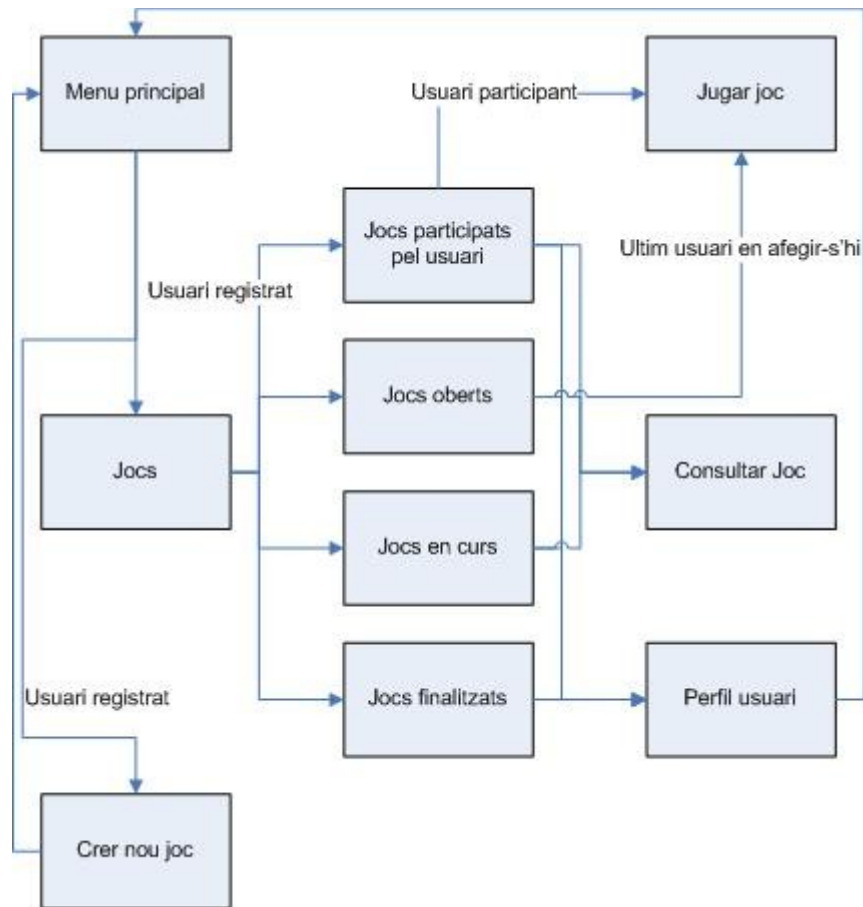 Menu principal
Usuari participant
Jugar joc
Jocs participats
pel usuari
Ultim usuari en afegir-s'hi
Usuari registrat
Jocs oberts
Jocs
Consultar Joc
Jocs en curs
Usuari registrat
Jocs finalitzats
Perfil usuari
Crer nou joc